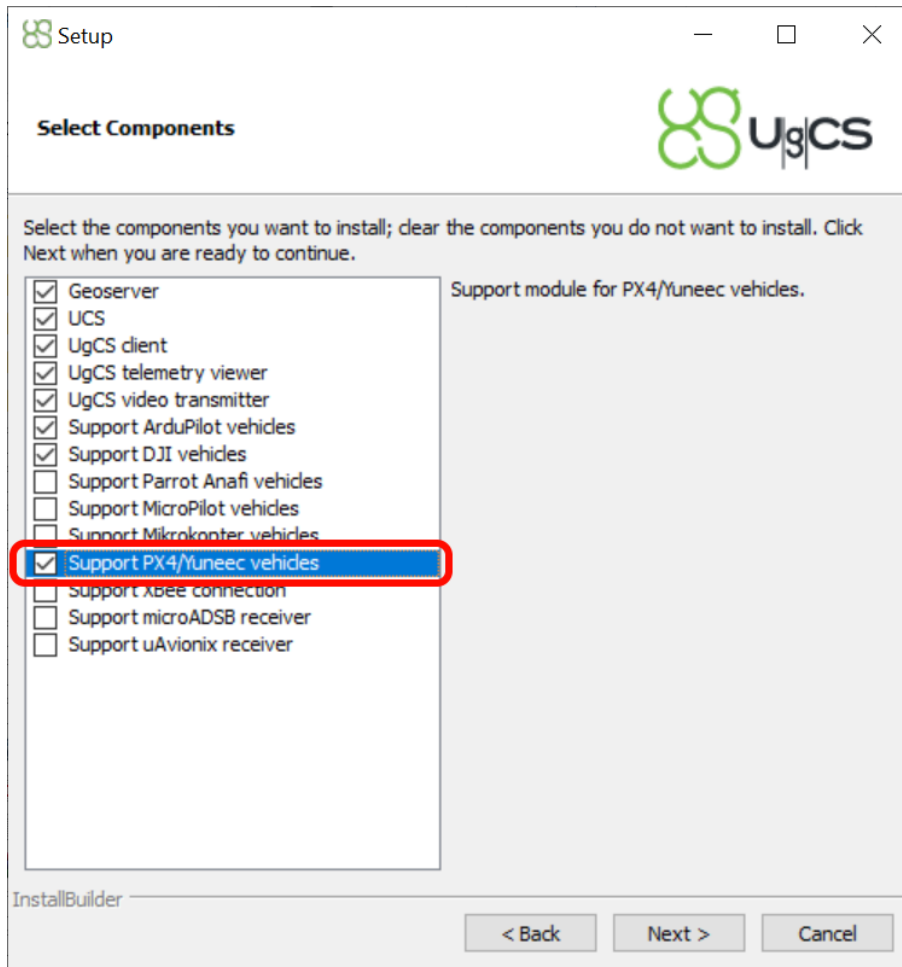 Setup
Select Components
UgCS
Select the components you want to install; clear the components you do not want to install. Click
Next when you are ready to continue.
Geoserver
UCS
UgCS client
UgCS telemetry viewer
UgCS video transmitter
Support ArduPilot vehicles
Support DJI vehicles
Support Parrot Anafi vehicles
Support MicroPilot vehicles
Support Mikrokopter vehicles
Support PX4/Yuneec vehicles
Support XBee connection
Support microADSB receiver
Support uAvionix receiver
Support module for PX4/Yuneec vehicles.
InstallBuilder
< Back
Next >
Cancel